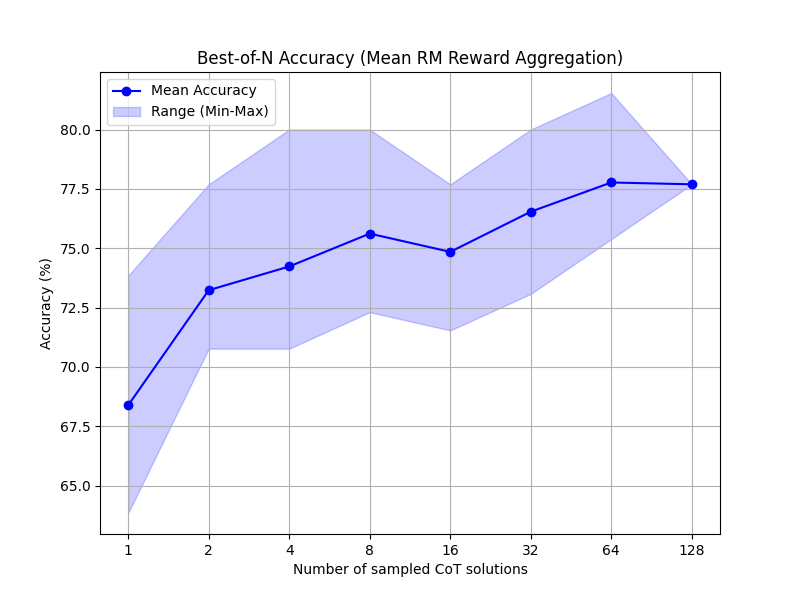 Best-of-N Accuracy (Mean RM Reward Aggregation)
Mean Accuracy
Range (Min-Max)
Accuracy (%)
80.0
77.5
75.0
72.5
70.0
67.5
65.0
1 2 4 8 16 32 64 128
Number of sampled CoT solutions